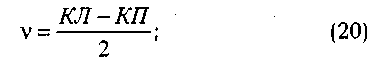 ν = (КЛ − КП) / 2; (20)